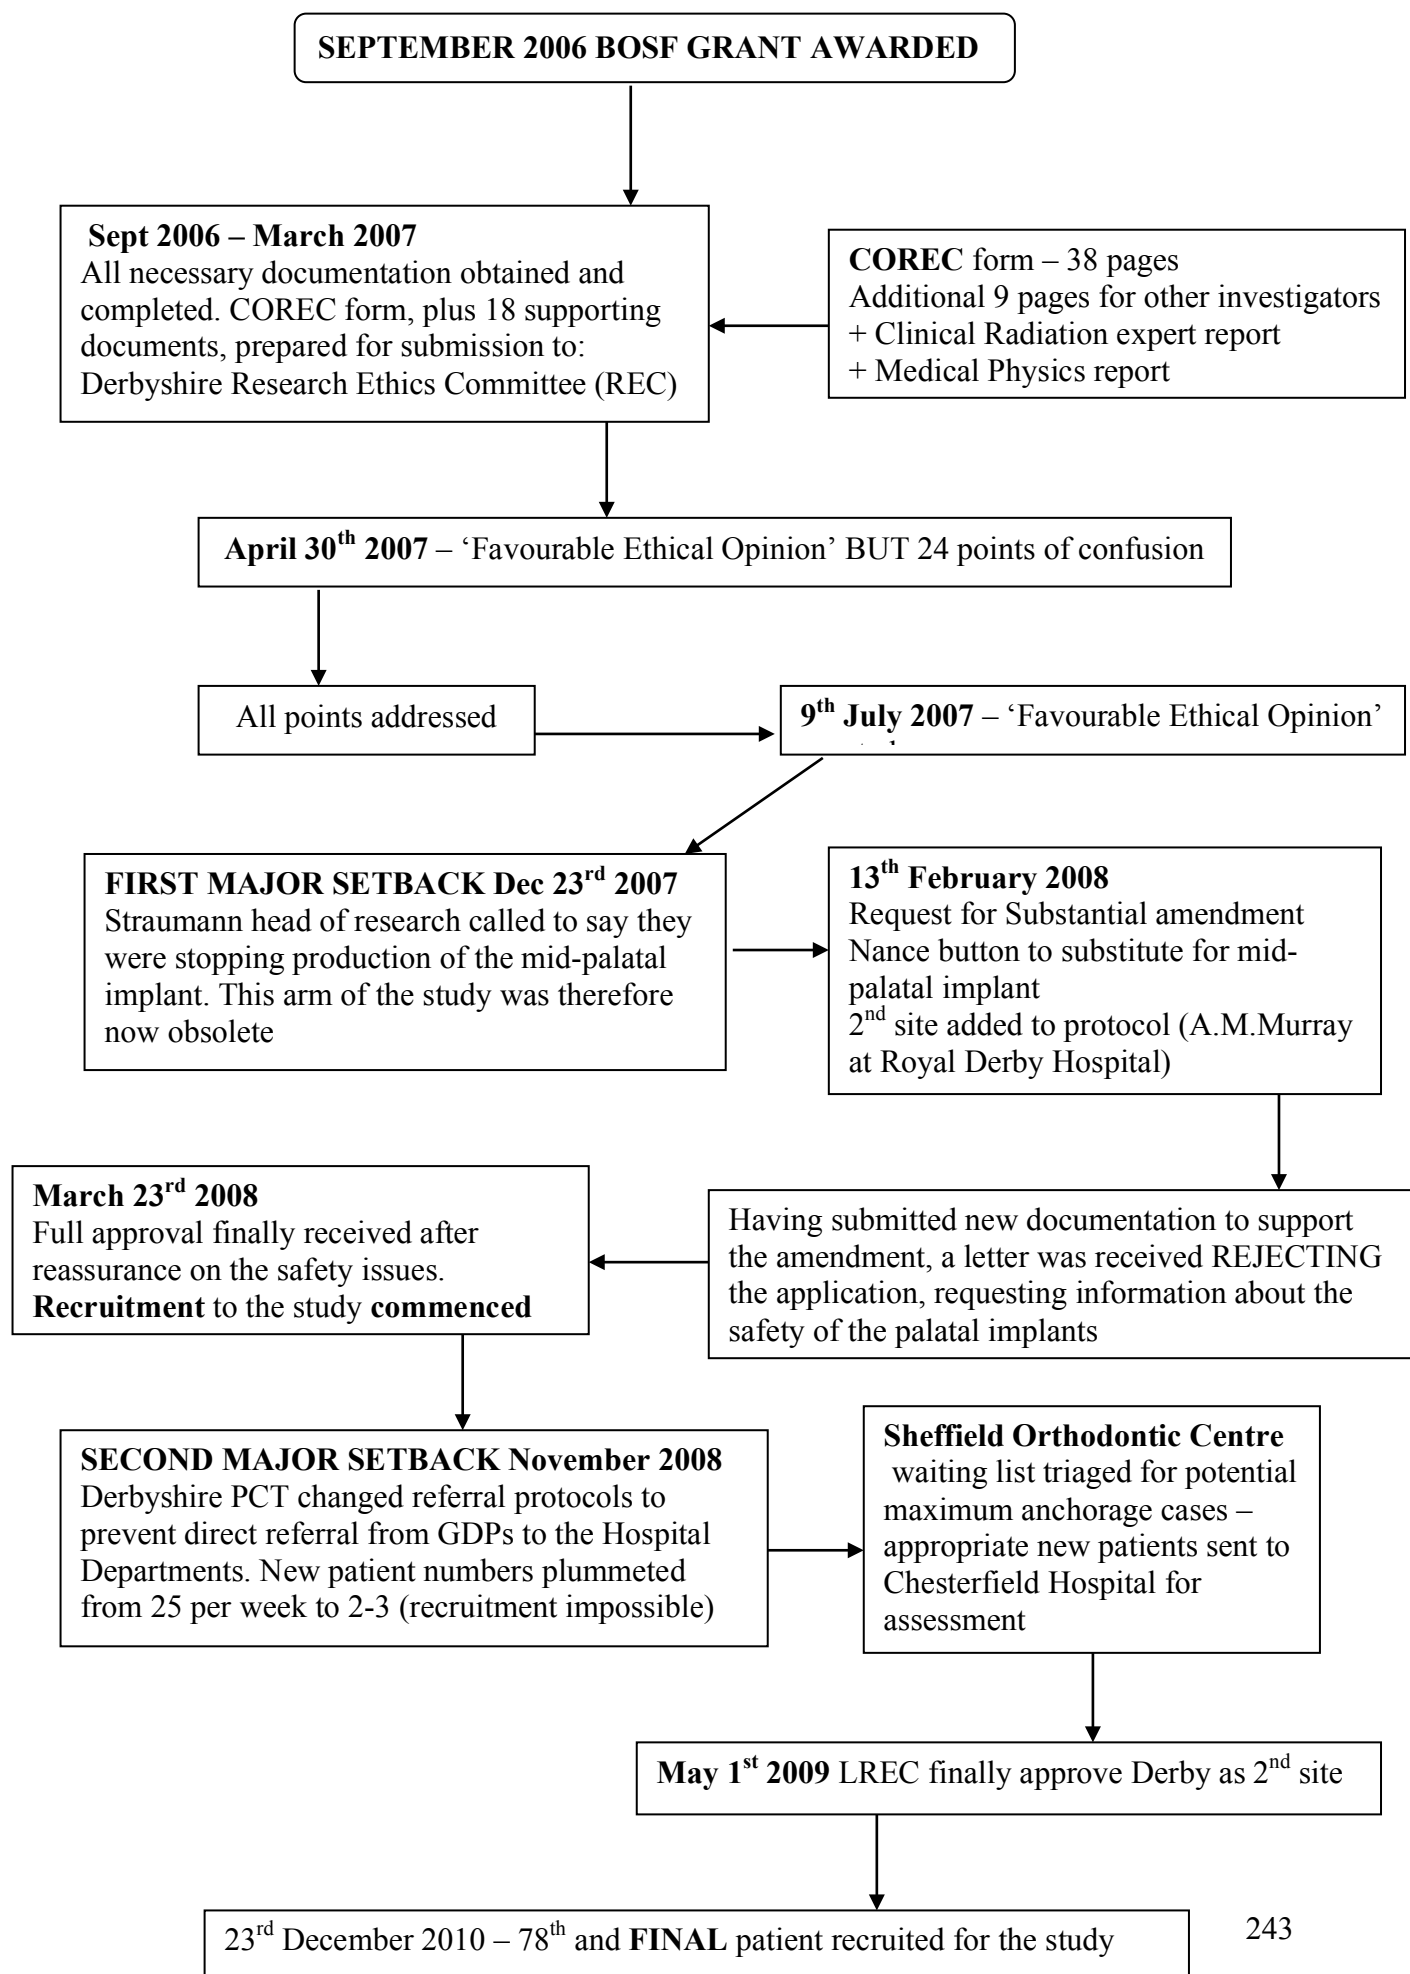 SEPTEMBER 2006 BOSF GRANT AWARDED
Sept 2006 – March 2007
All necessary documentation obtained and
completed. COREC form, plus 18 supporting
documents, prepared for submission to:
Derbyshire Research Ethics Committee (REC)
COREC form – 38 pages
Additional 9 pages for other investigators
+ Clinical Radiation expert report
+ Medical Physics report
April 30th 2007 – ‘Favourable Ethical Opinion’ BUT 24 points of confusion
All points addressed
9th July 2007 – ‘Favourable Ethical Opinion’
FIRST MAJOR SETBACK Dec 23rd 2007
Straumann head of research called to say they
were stopping production of the mid-palatal
implant. This arm of the study was therefore
now obsolete
13th February 2008
Request for Substantial amendment
Nance button to substitute for mid-
palatal implant
2nd site added to protocol (A.M.Murray
at Royal Derby Hospital)
Having submitted new documentation to support
the amendment, a letter was received REJECTING
the application, requesting information about the
safety of the palatal implants
March 23rd 2008
Full approval finally received after
reassurance on the safety issues.
Recruitment to the study commenced
SECOND MAJOR SETBACK November 2008
Derbyshire PCT changed referral protocols to
prevent direct referral from GDPs to the Hospital
Departments. New patient numbers plummeted
from 25 per week to 2-3 (recruitment impossible)
Sheffield Orthodontic Centre
waiting list triaged for potential
maximum anchorage cases –
appropriate new patients sent to
Chesterfield Hospital for
assessment
May 1st 2009 LREC finally approve Derby as 2nd site
23rd December 2010 – 78th and FINAL patient recruited for the study
243